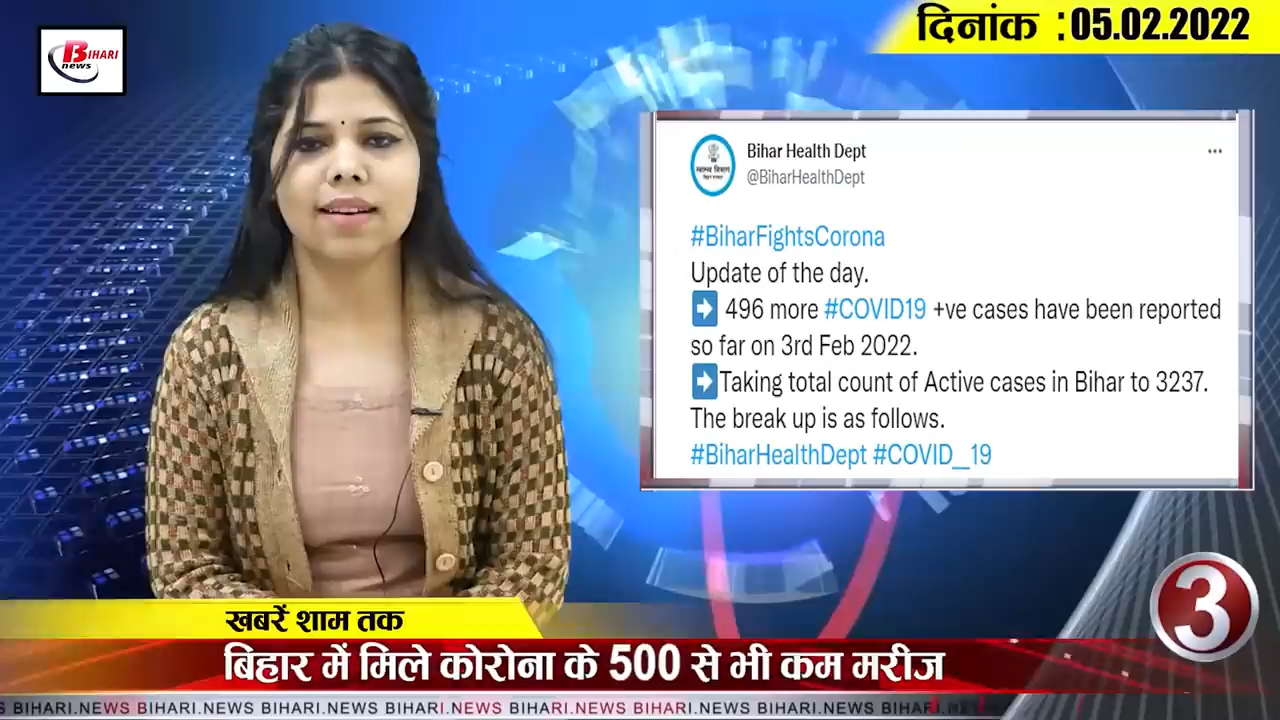 BIHARI
news
दिनांक : 05.02.2022
Bihar Health Dept
@BiharHealthDept
#BiharFightsCorona
Update of the day.
➡ 496 more #COVID19 +ve cases have been reported
so far on 3rd Feb 2022.
➡Taking total count of Active cases in Bihar to 3237.
The break up is as follows.
#BiharHealthDept #COVID__19
3
खबरें शाम तक
बिहार में मिले कोरोना के 500 से भी कम मरीज
S BIHARI.NEWS BIHARI.NEWS BIHARI.NEWS BIHARI.NEWS BIHARI.NEWS BIHARI.NEWS BIHARI.NEWS BIHARI.NEWS